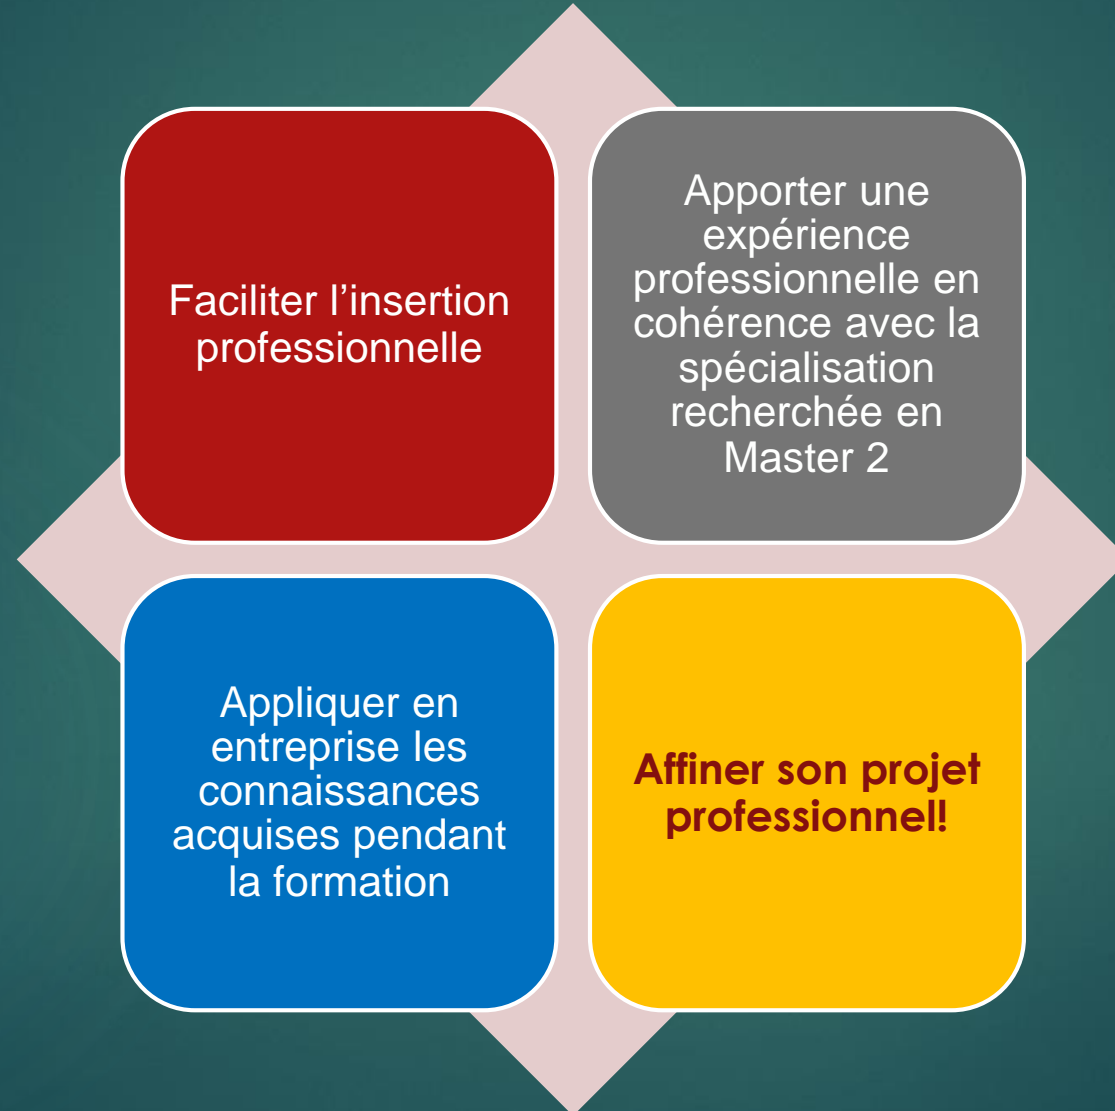 Faciliter l’insertion
professionnelle
Apporter une
expérience
professionnelle en
cohérence avec la
spécialisation
recherchée en
Master 2
Appliquer en
entreprise les
connaissances
acquises pendant
la formation
Affiner son projet
professionnel!